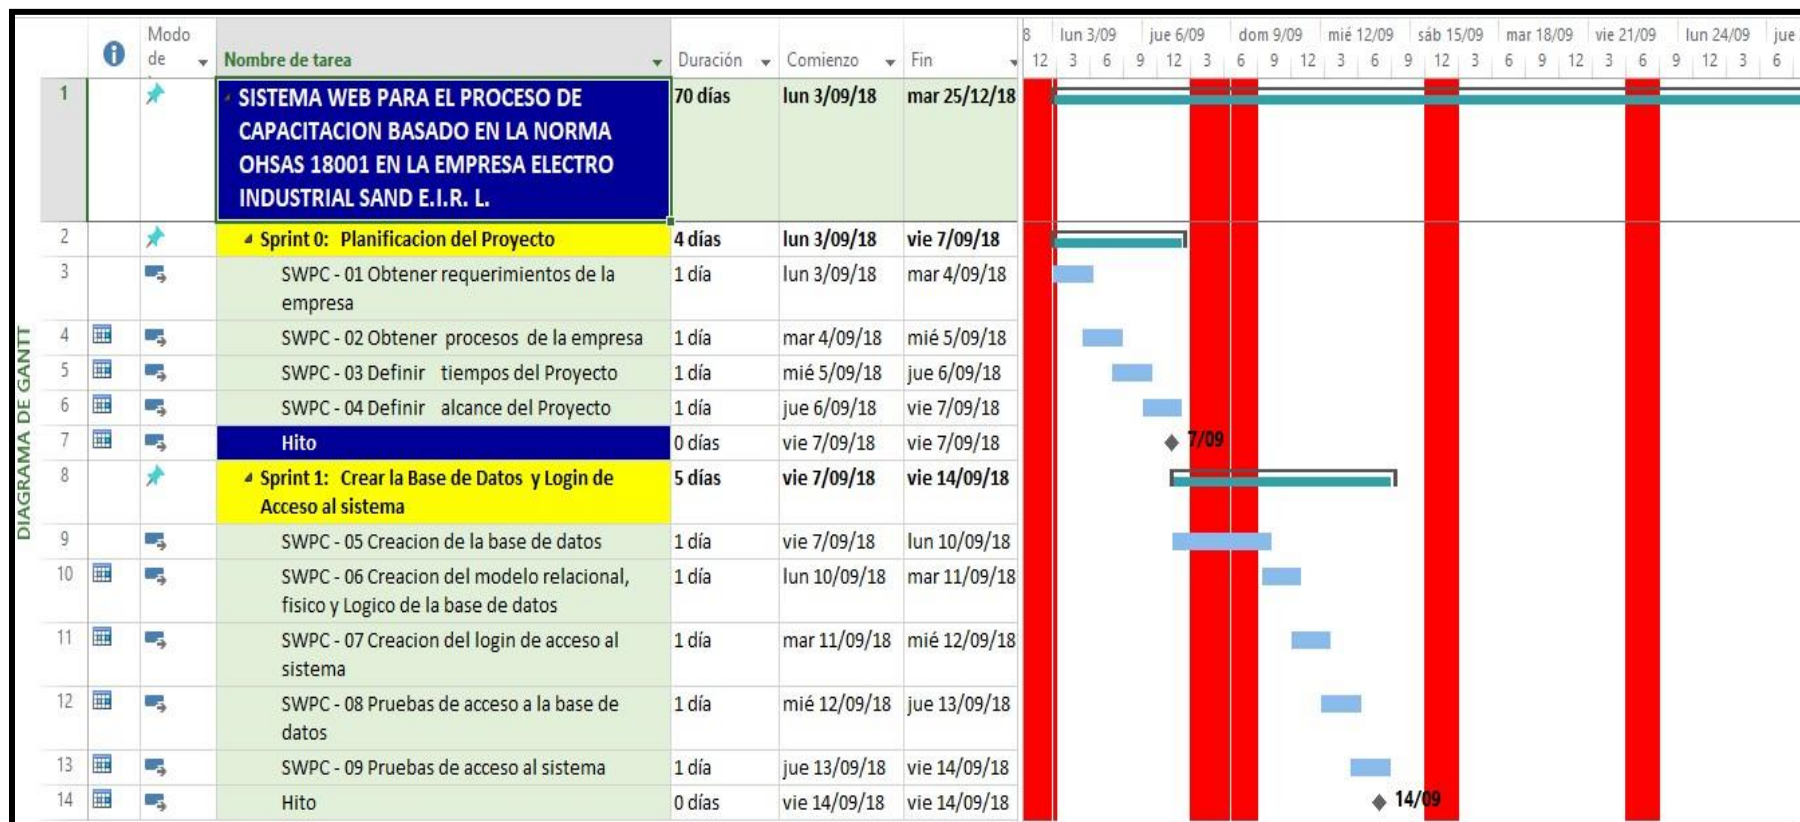 DIAGRAMA DE GANTT
Modo de
Nombre de tarea
Duración
Comienzo
Fin
8 lun 3/09 jue 6/09 dom 9/09 mié 12/09 sáb 15/09 mar 18/09 vie 21/09 lun 24/09 jue
12 3 6 9 12 3 6 9 12 3 6 9 12 3 6 9 12 3 6 9 12 3 6
1 SISTEMA WEB PARA EL PROCESO DE 70 días lun 3/09/18 mar 25/12/18
CAPACITACION BASADO EN LA NORMA
OHSAS 18001 EN LA EMPRESA ELECTRO
INDUSTRIAL SAND E.I.R. L.
2 Sprint 0: Planificacion del Proyecto 4 días lun 3/09/18 vie 7/09/18
3 SWPC - 01 Obtener requerimientos de la 1 día lun 3/09/18 mar 4/09/18
empresa
4 SWPC - 02 Obtener procesos de la empresa 1 día mar 4/09/18 mié 5/09/18
5 SWPC - 03 Definir tiempos del Proyecto 1 día mié 5/09/18 jue 6/09/18
6 SWPC - 04 Definir alcance del Proyecto 1 día jue 6/09/18 vie 7/09/18
7 Hito 0 días vie 7/09/18 vie 7/09/18 7/09
8 Sprint 1: Crear la Base de Datos y Login de 5 días vie 7/09/18 vie 14/09/18
Acceso al sistema
9 SWPC - 05 Creacion de la base de datos 1 día vie 7/09/18 lun 10/09/18
10 SWPC - 06 Creacion del modelo relacional, 1 día lun 10/09/18 mar 11/09/18
fisico y Logico de la base de datos
11 SWPC - 07 Creacion del login de acceso al 1 día mar 11/09/18 mié 12/09/18
sistema
12 SWPC - 08 Pruebas de acceso a la base de 1 día mié 12/09/18 jue 13/09/18
datos
13 SWPC - 09 Pruebas de acceso al sistema 1 día jue 13/09/18 vie 14/09/18
14 Hito 0 días vie 14/09/18 vie 14/09/18 14/09